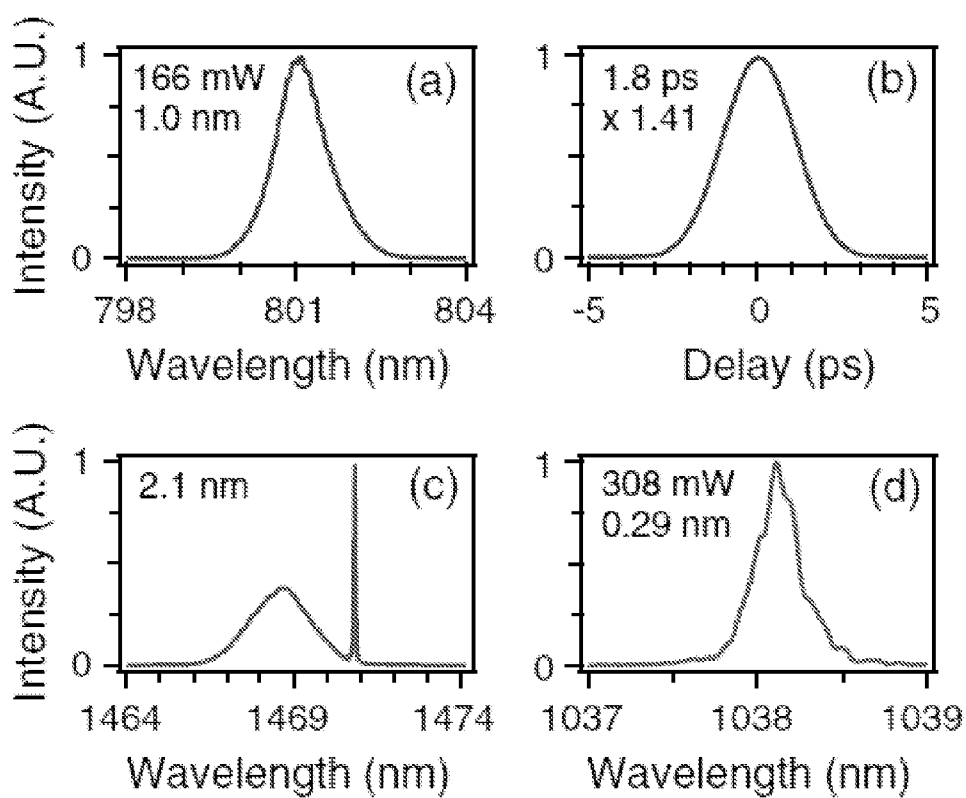 Intensity (A.U.)
1
0
166 mW
1.0 nm
(a)
798 801 804
Wavelength (nm)
1
0
1.8 ps
x 1.41
(b)
-5 0 5
Delay (ps)
Intensity (A.U.)
1
0
2.1 nm
(c)
1464 1469 1474
Wavelength (nm)
1
0
308 mW
0.29 nm
(d)
1037 1038 1039
Wavelength (nm)